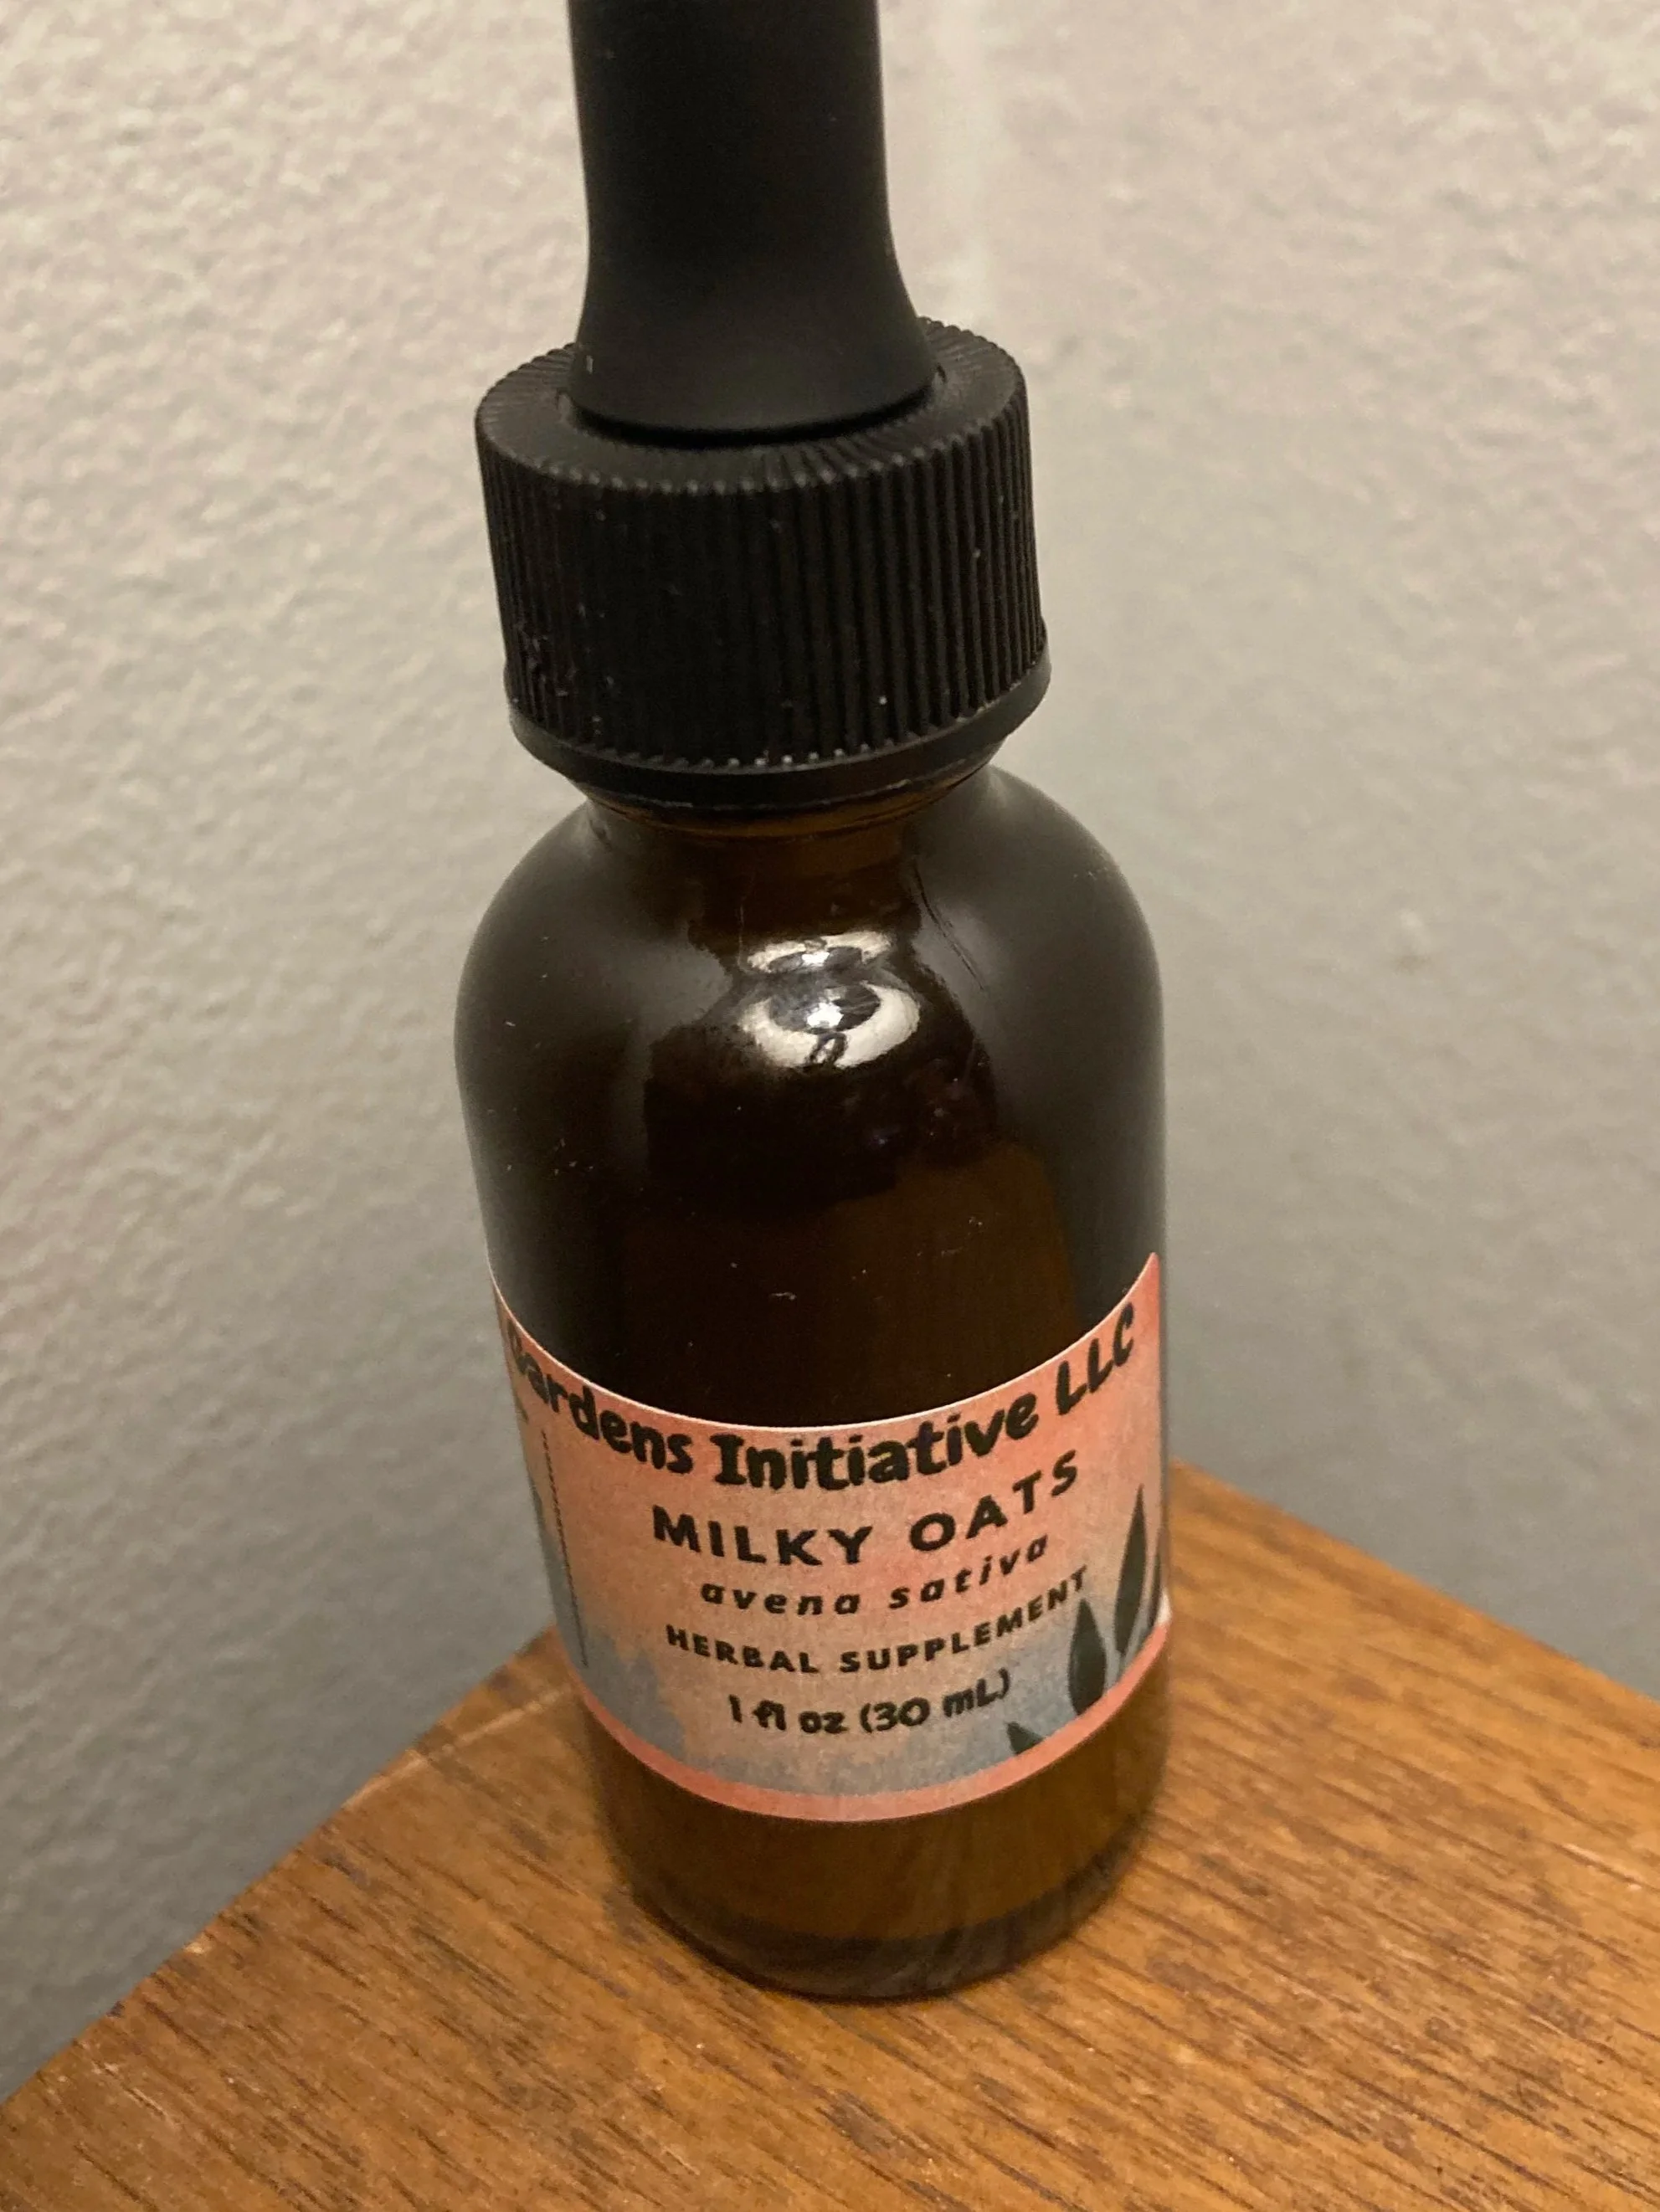 Gardens Initiative LLC
MILKY OATS
avena sativa
HERBAL SUPPLEMENT
1 fl oz (30 mL)